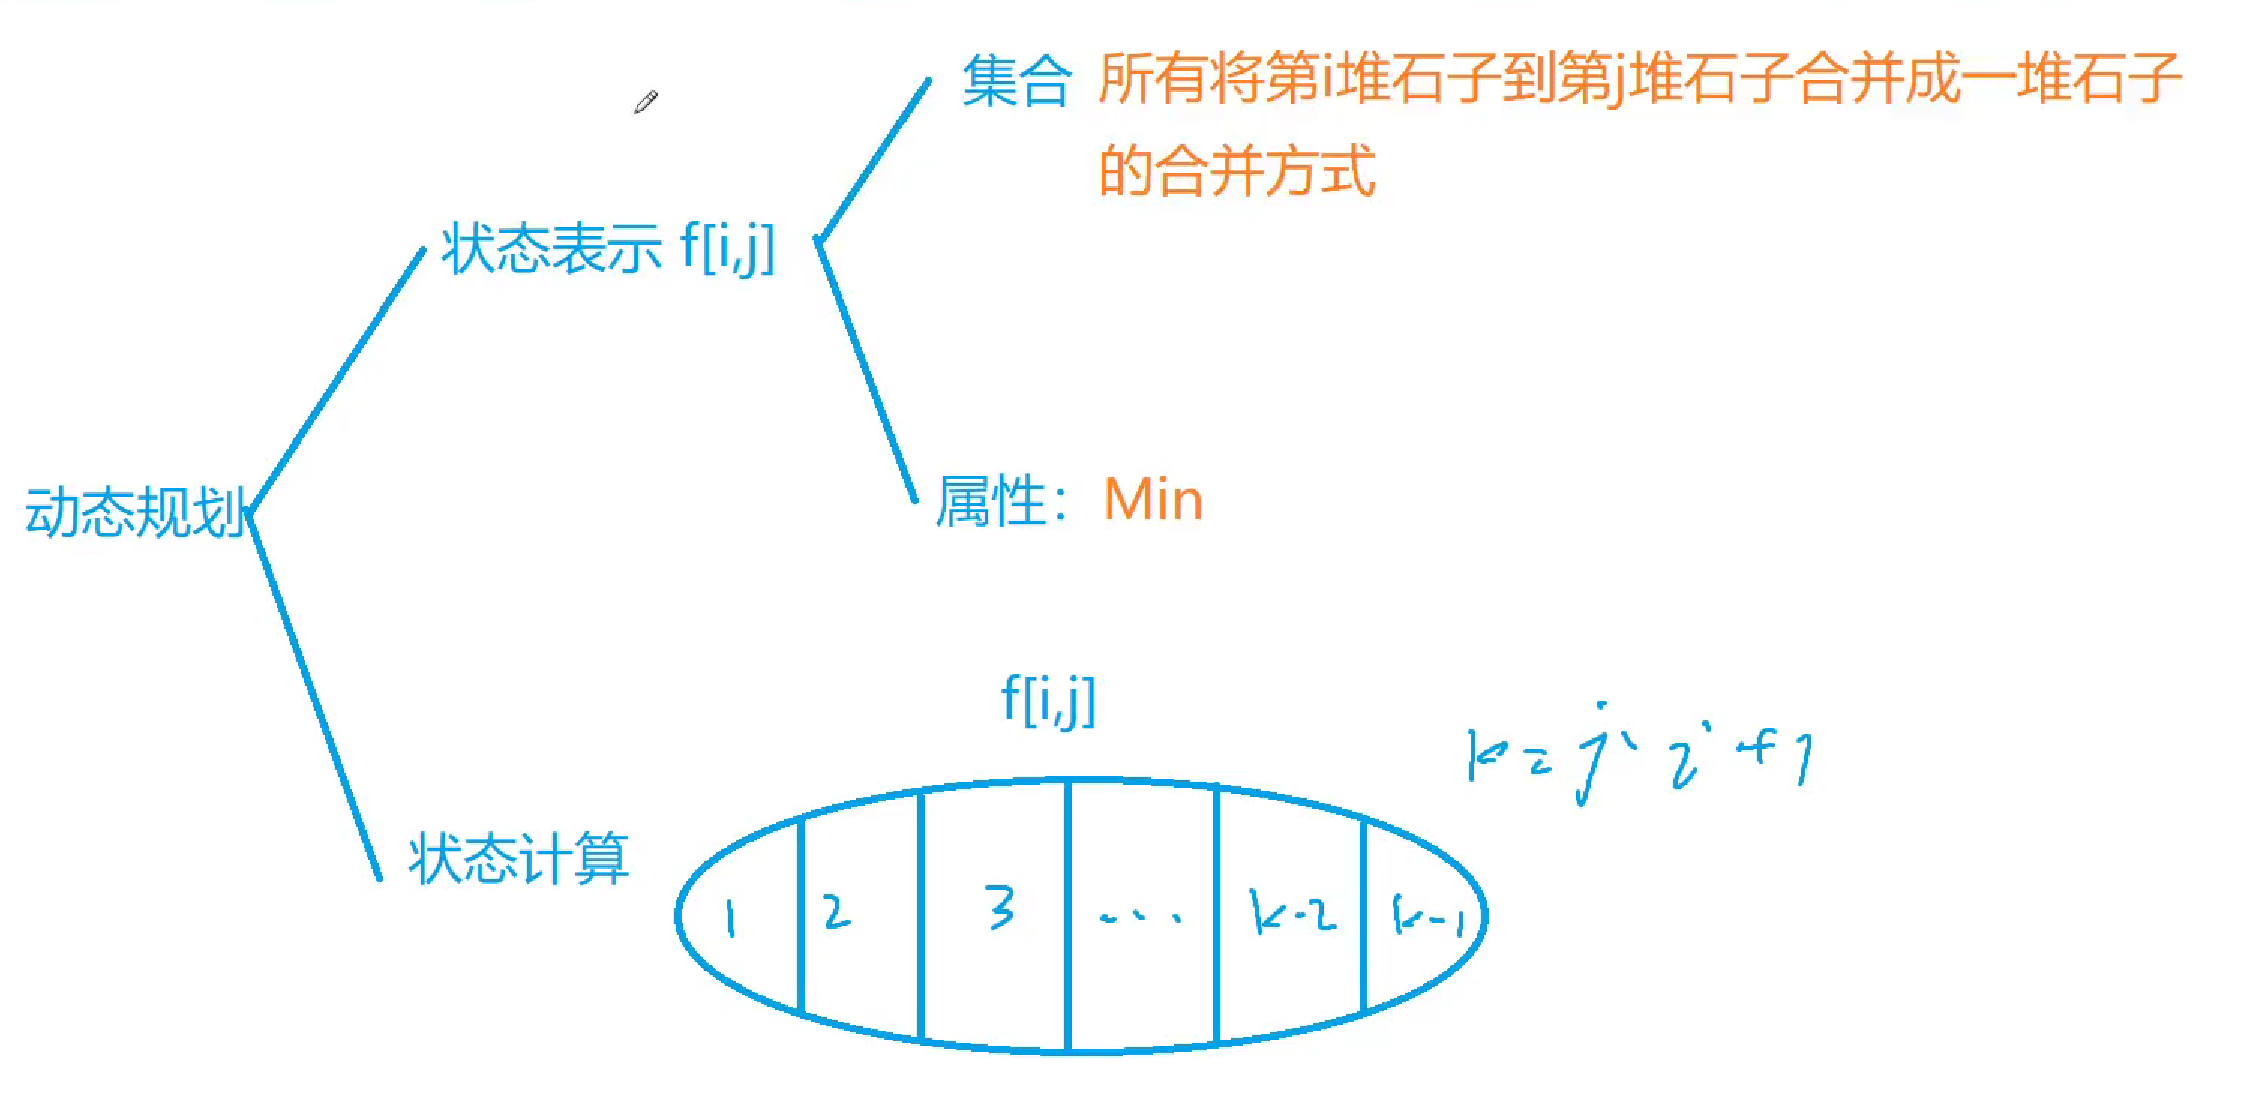 集合 所有将第i堆石子到第j堆石子合并成一堆石子
的合并方式
状态表示 f[i,j]
属性：Min
动态规划
f[i,j]
k=j-i+1
状态计算
1 2 3 ... k-2 k-1